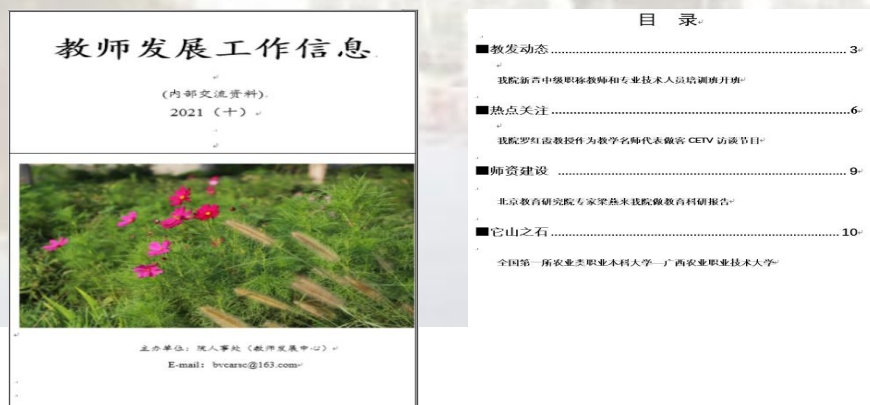 教师发展工作信息
(内部交流资料)
2021（十）
主办单位：院人事处（教师发展中心）
E-mail： bvcarsc@163.com
目 录
■教发动态 3
我院新晋中级职称教师和专业技术人员培训班开班
■热点关注 6
我院罗红霞教授作为教学名师代表做客 CETV 访谈节目
■师资建设 9
北京教育研究院专家梁燕来我院做教育科研报告
■它山之石 10
全国第一所农业类职业本科大学—广西农业职业技术大学